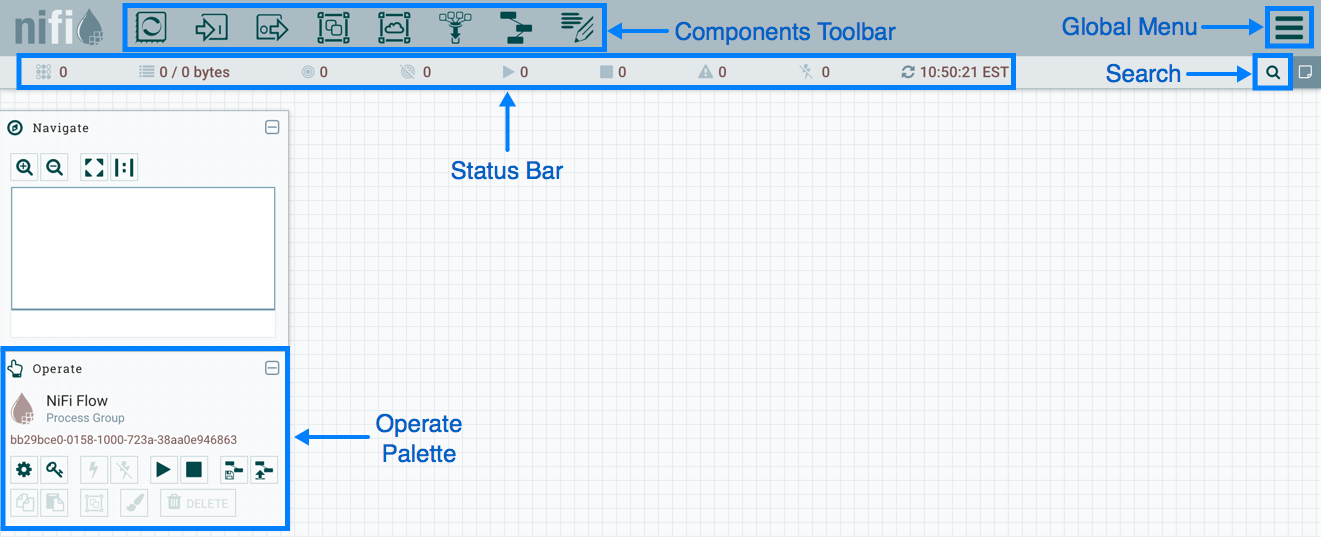 nifi
Components Toolbar
Global Menu
0
0 / 0 bytes
0
0
0
0
0
0
10:50:21 EST
Search
Status Bar
Navigate
Operate
NiFi Flow
Process Group
bb29bce0-0158-1000-723a-38aa0e946863
DELETE
Operate
Palette